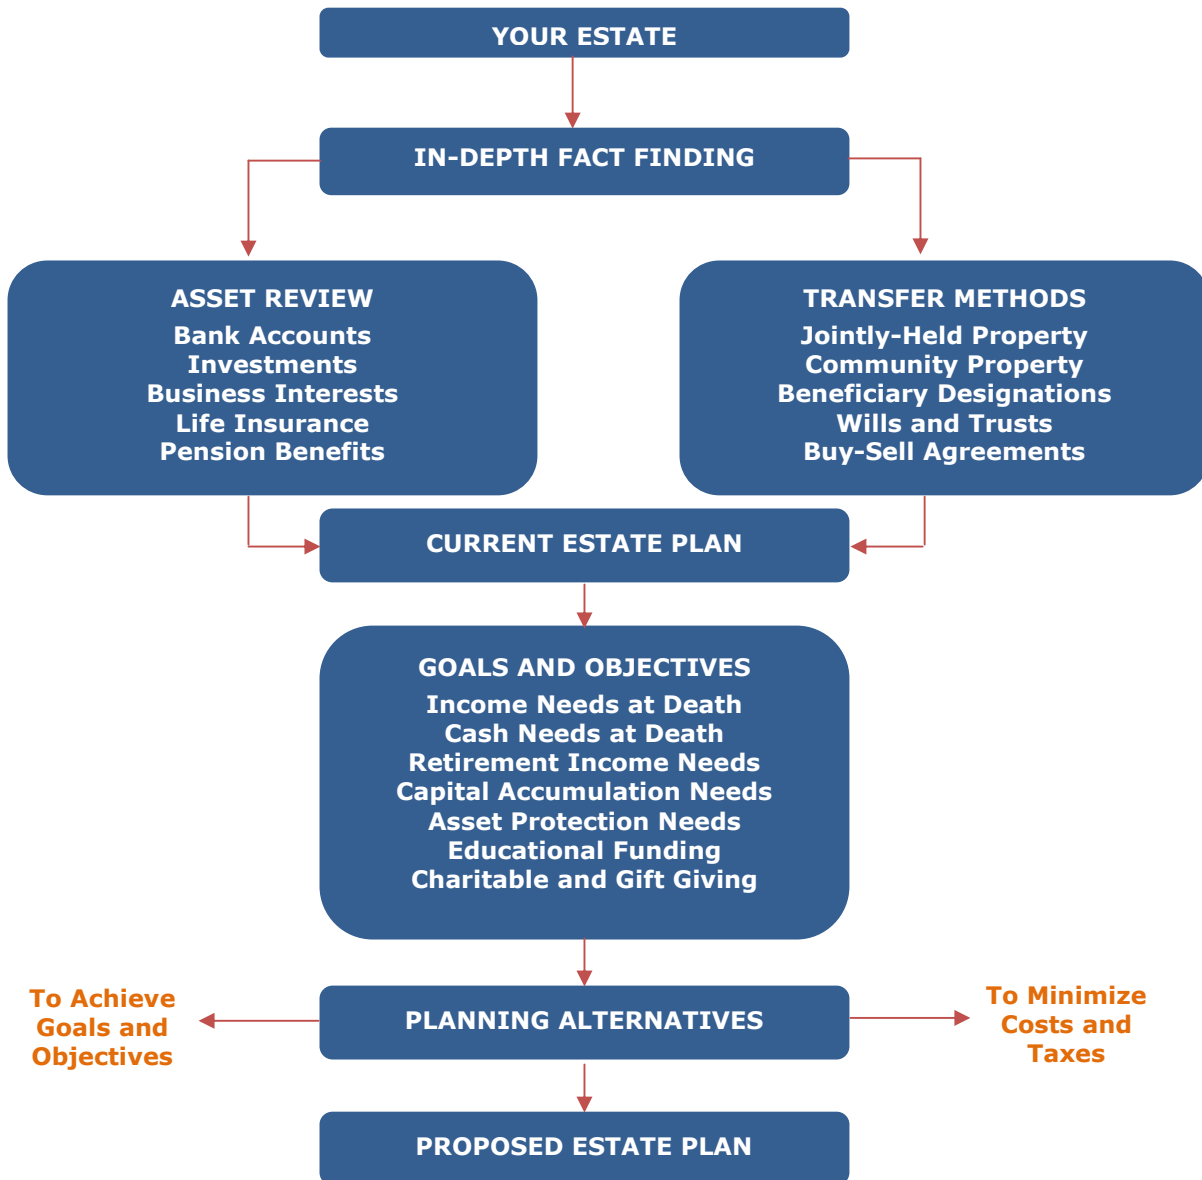 YOUR ESTATE
IN-DEPTH FACT FINDING
ASSET REVIEW
Bank Accounts
Investments
Business Interests
Life Insurance
Pension Benefits
TRANSFER METHODS
Jointly-Held Property
Community Property
Beneficiary Designations
Wills and Trusts
Buy-Sell Agreements
CURRENT ESTATE PLAN
GOALS AND OBJECTIVES
Income Needs at Death
Cash Needs at Death
Retirement Income Needs
Capital Accumulation Needs
Asset Protection Needs
Educational Funding
Charitable and Gift Giving
To Achieve
Goals and
Objectives
PLANNING ALTERNATIVES
To Minimize
Costs and
Taxes
PROPOSED ESTATE PLAN